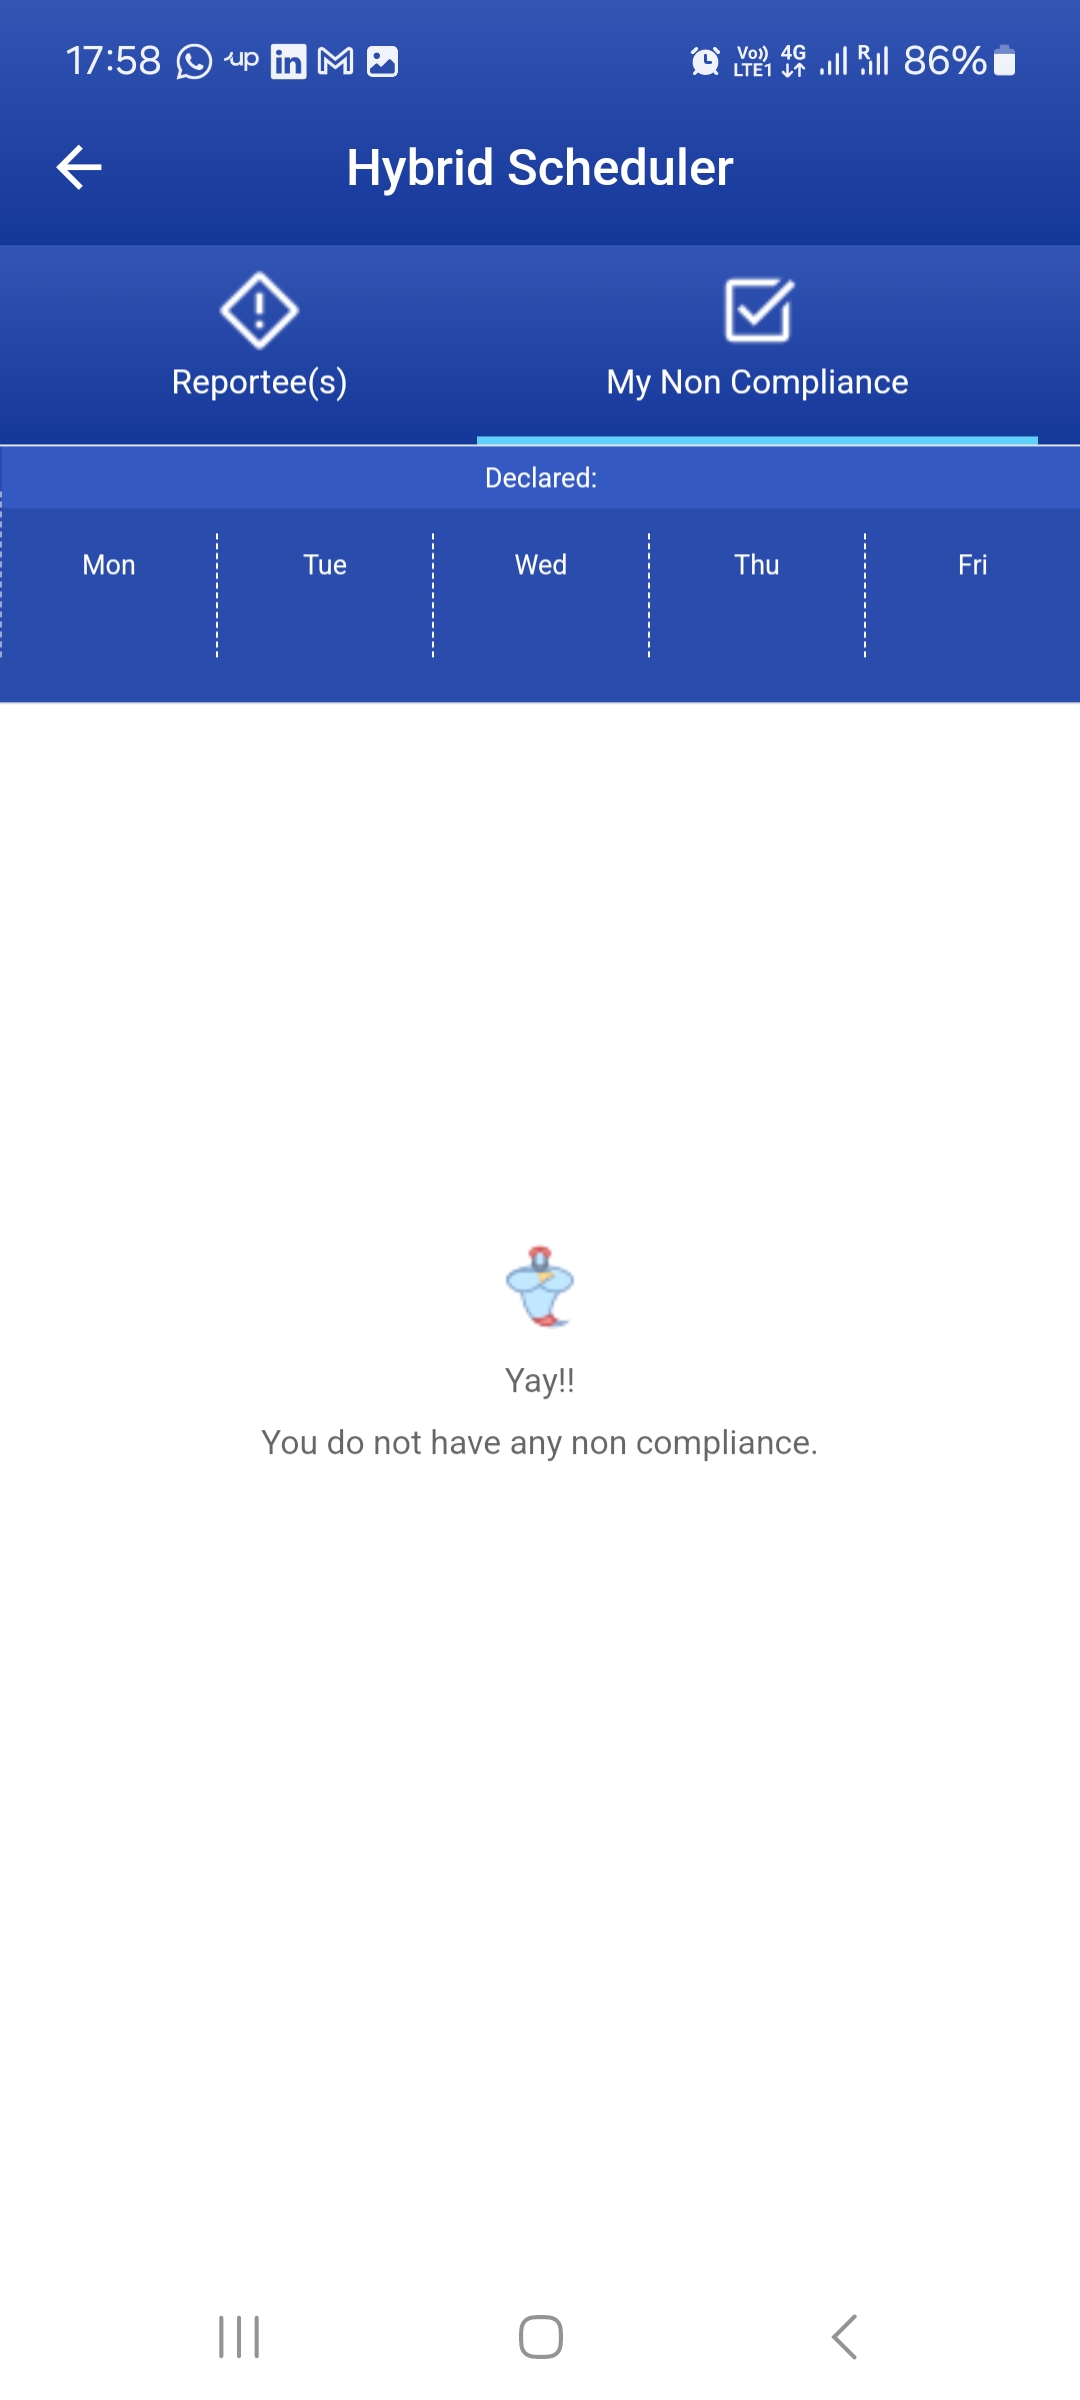 17:58 up in Vo)) LTE1 4G R 86%
Hybrid Scheduler
Reportee(s) My Non Compliance
Declared:
Mon Tue Wed Thu Fri
Yay!!
You do not have any non compliance.